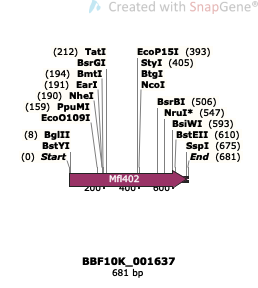 Created with SnapGene®
(212) TatI
BsrGI
(194) BmtI
(191) EarI
(190) NheI
(159) PpuMI
EcoO109I
(8) BglII
BstYI
(0) Start
EcoP15I (393)
StyI (405)
BtgI
NcoI
BsrBI (506)
NruI* (547)
BsiWI (593)
BstEII (610)
SspI (675)
End (681)
Mfl402
200 400 600
BBF10K_001637
681 bp